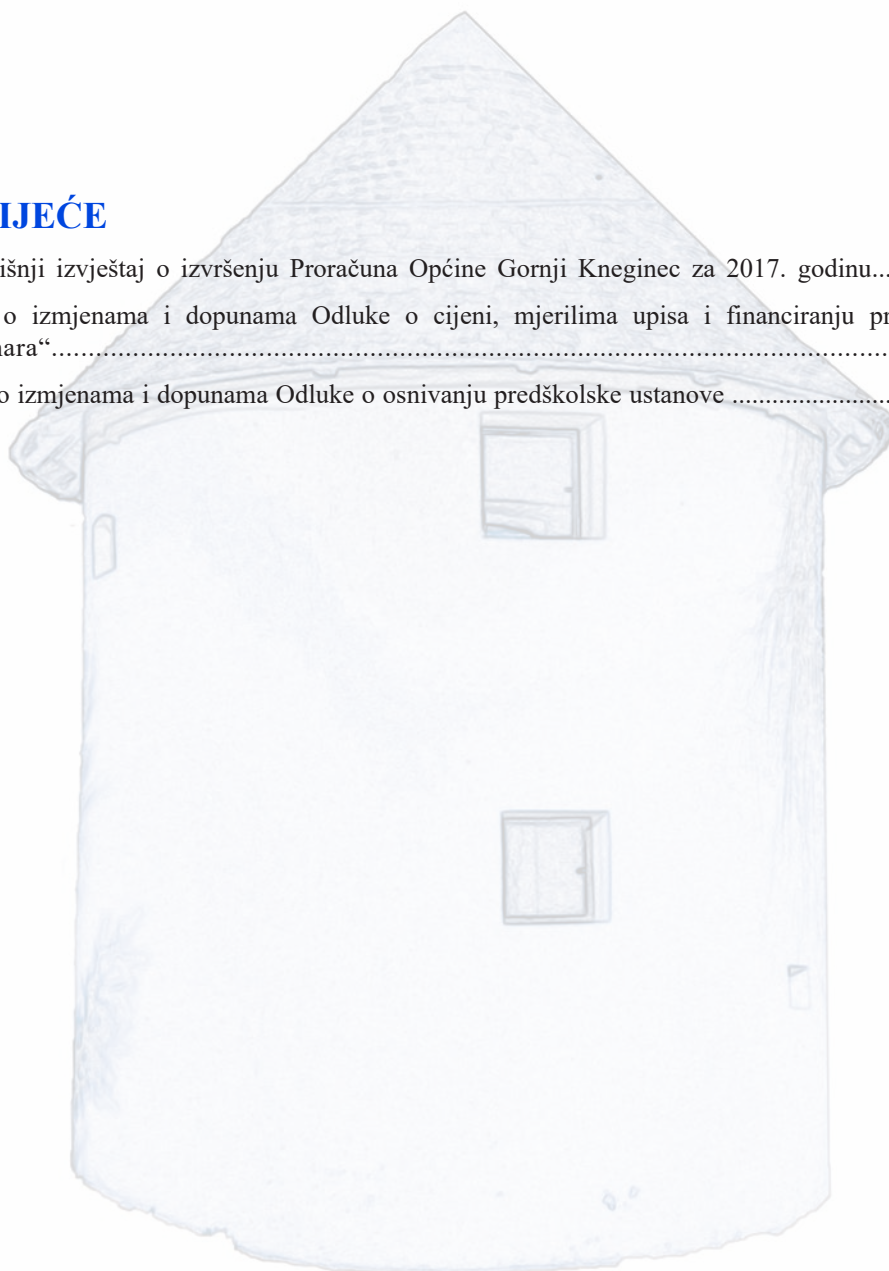 IJEĆE
išnji izvještaj o izvršenju Proračuna Općine Gornji Kneginec za 2017. godinu...
o izmjenama i dopunama Odluke o cijeni, mjerilima upisa i financiranju pr
nara“................................................................................................................................
o izmjenama i dopunama Odluke o osnivanju predškolske ustanove ........................